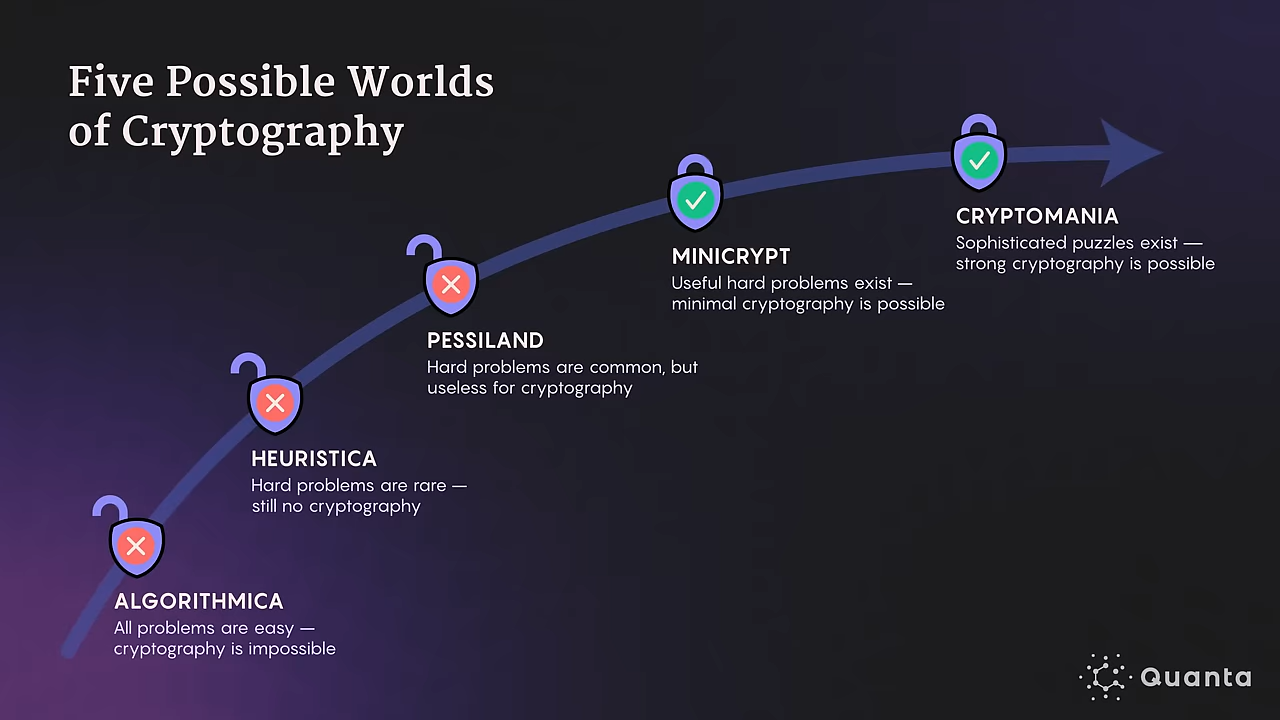 Five Possible Worlds
of Cryptography
CRYPTOMANIA
Sophisticated puzzles exist —
strong cryptography is possible
MINICRYPT
Useful hard problems exist —
minimal cryptography is possible
PESSILAND
Hard problems are common, but
useless for cryptography
HEURISTICA
Hard problems are rare —
still no cryptography
ALGORITHMICA
All problems are easy —
cryptography is impossible
Quanta